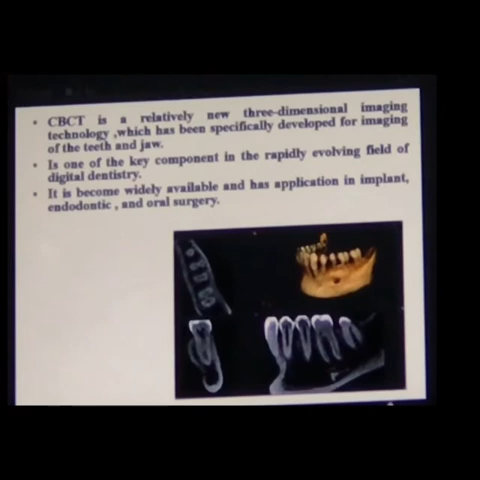 • CBCT is a relatively new three-dimensional imaging
technology ,which has been specifically developed for imaging
of the teeth and jaw.
• Is one of the key component in the rapidly evolving field of
digital dentistry.
• It is become widely available and has application in implant,
endodontic , and oral surgery.